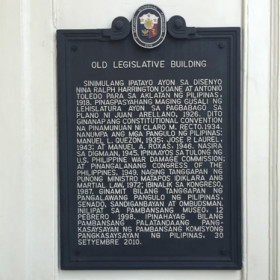 OLD LEGISLATIVE BUILDING
SINIMULANG IPATAYO AYON SA DISENYO
NINA RALPH HARRINGTON DOANE AT ANTONIO
TOLEDO PARA SA AKLATAN NG PILIPINAS,
1918. PINAGPASYAHANG MAGING GUSALI NG
LEHISLATURA AYON SA PAGBABAGO SA
PLANO NI JUAN ARELLANO, 1926. DITO
GINANAP ANG CONSTITUTIONAL CONVENTION
NA PINAMUNUAN NI CLARO M. RECTO, 1934.
NANUMPA ANG MGA PANGULO NG PILIPINAS:
MANUEL L. QUEZON, 1935; JOSE P. LAUREL,
1943; AT MANUEL A. ROXAS; 1946. NASIRA
SA DIGMAAN, 1945. IPINAAYOS SA TULONG NG
U.S. PHILIPPINE WAR DAMAGE COMMISSION
AT PINANGALANANG CONGRESS OF THE
PHILIPPINES, 1949. NAGING TANGGAPAN NG
PUNONG MINISTRO MATAPOS IDIKLARA ANG
MARTIAL LAW, 1972; IBINALIK SA KONGRESO,
1987. GINAMIT BILANG TANGGAPAN NG
PANGALAWANG PANGULO NG PILIPINAS,
SENADO, SANDIGANBAYAN AT OMBUDSMAN.
INILIPAT SA PAMBANSANG MUSEO, 12
PEBRERO 1998. IPINAHAYAG BILANG
PAMBANSANG PALATANDAANG PANG-
KASAYSAYAN NG PAMBANSANG KOMISYONG
PANGKASAYSAYAN NG PILIPINAS, 30
SETYEMBRE 2010.